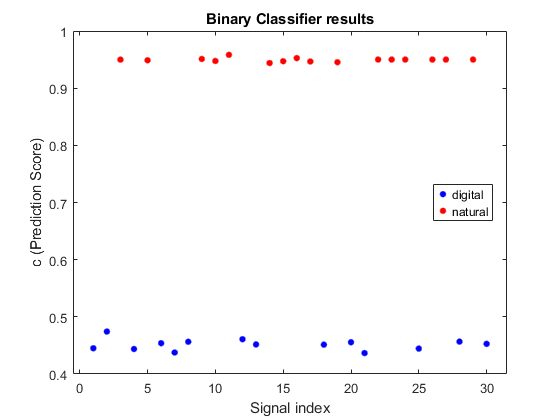 Binary Classifier results
1
0.9
0.8
0.7
0.6
0.5
0.4
c (Prediction Score)
digital
natural
0 5 10 15 20 25 30
Signal index